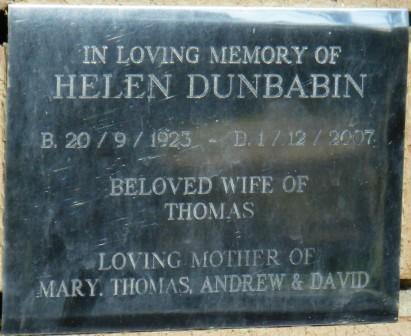 IN LOVING MEMORY OF
HELEN DUNBABIN
B. 20 / 9 / 1923 - D. 1 / 12 / 2007
BELOVED WIFE OF
THOMAS
LOVING MOTHER OF
MARY, THOMAS, ANDREW & DAVID